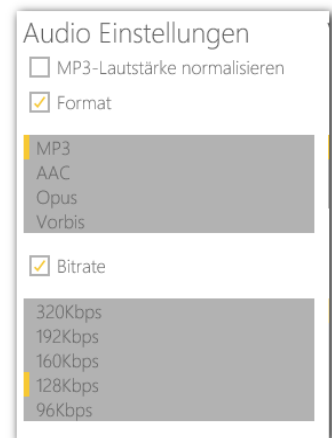 Audio Einstellungen
MP3-Lautstärke normalisieren
Format
MP3
AAC
Opus
Vorbis
Bitrate
320Kbps
192Kbps
160Kbps
128Kbps
96Kbps